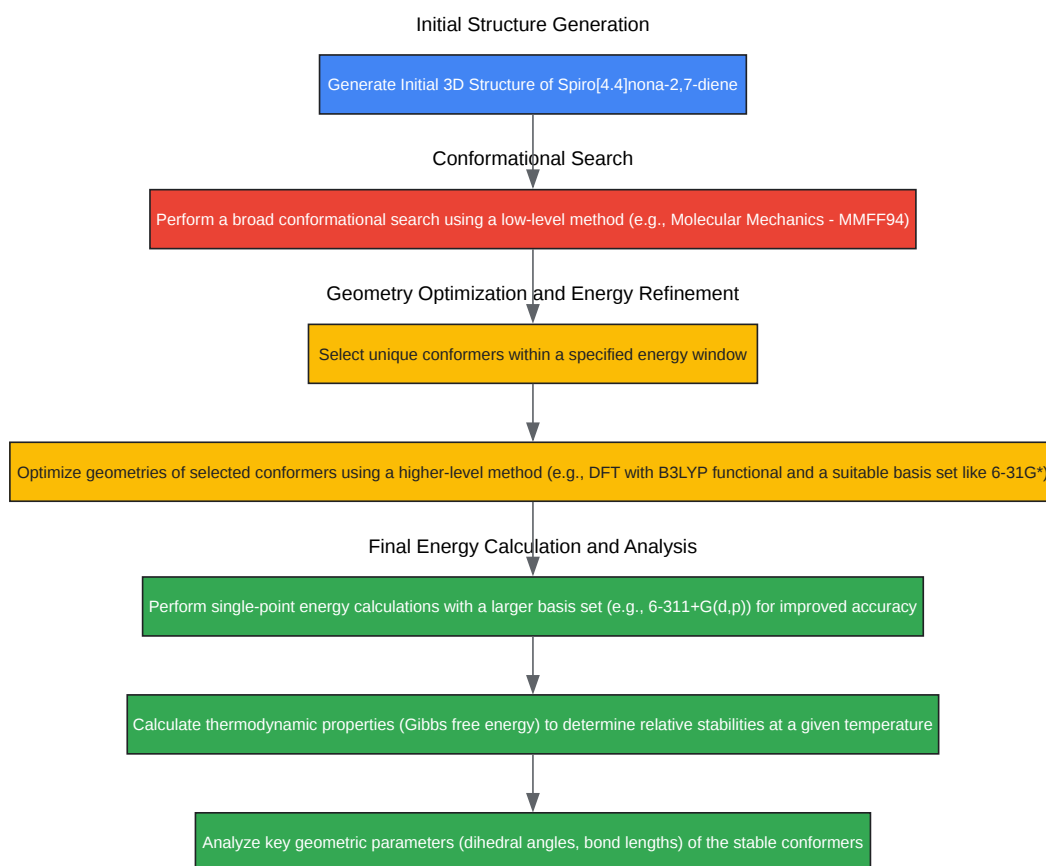 Initial Structure Generation
Generate Initial 3D Structure of Spiro[4.4]nona-2,7-diene
Conformational Search
Perform a broad conformational search using a low-level method (e.g., Molecular Mechanics - MMFF94)
Geometry Optimization and Energy Refinement
Select unique conformers within a specified energy window
Optimize geometries of selected conformers using a higher-level method (e.g., DFT with B3LYP functional and a suitable basis set like 6-31G*)
Final Energy Calculation and Analysis
Perform single-point energy calculations with a larger basis set (e.g., 6-311+G(d,p)) for improved accuracy
Calculate thermodynamic properties (Gibbs free energy) to determine relative stabilities at a given temperature
Analyze key geometric parameters (dihedral angles, bond lengths) of the stable conformers